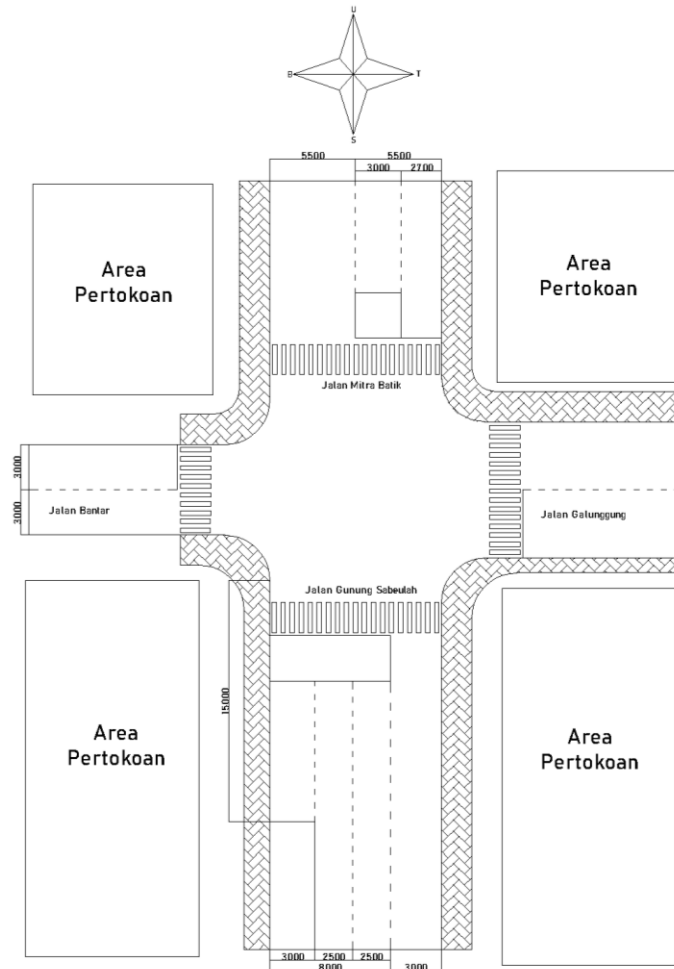 U
B
T
S
5500
5500
3000
2700
Area
Pertokoan
Area
Pertokoan
Jalan Mitra Batik
3000
3000
Jalan Bantar
Jalan Galunggung
Jalan Gunung Sabeulah
15000
Area
Pertokoan
Area
Pertokoan
3000
2500
2500
8000
3000